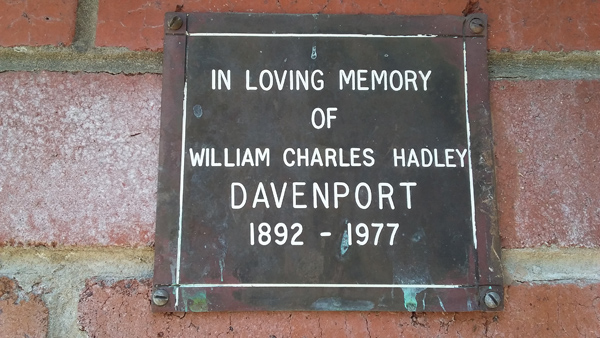 IN LOVING MEMORY
OF
WILLIAM CHARLES HADLEY
DAVENPORT
1892 - 1977